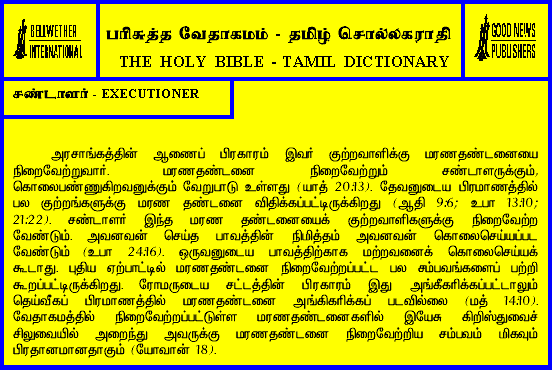 BELLWETHER
INTERNATIONAL
பரிசுத்த வேதாகமம் - தமிழ் சொல்லகராதி
THE HOLY BIBLE - TAMIL DICTIONARY
GOOD NEWS
PUBLISHERS
சண்டாளர் - EXECUTIONER
அரசாங்கத்தின் ஆணைப் பிரகாரம் இவர் குற்றவாளிக்கு மரணதண்டனையை
நிறைவேற்றுவார். மரணதண்டனை நிறைவேற்றும் சண்டாளருக்கும்,
கொலைபண்ணுகிறவனுக்கும் வேறுபாடு உள்ளது (யாத் 20:13). தேவனுடைய பிரமாணத்தில்
பல குற்றங்களுக்கு மரண தண்டனை விதிக்கப்பட்டிருக்கிறது (ஆதி 9:6; உபா 13:10;
21:22). சண்டாளர் இந்த மரண தண்டனையைக் குற்றவாளிகளுக்கு நிறைவேற்ற
வேண்டும். அவனவன் செய்த பாவத்தின் நிமித்தம் அவனவன் கொலைசெய்யப்பட
வேண்டும் (உபா 24:16). ஒருவனுடைய பாவத்திற்காக மற்றவனைக் கொலைசெய்யக்
கூடாது. புதிய ஏற்பாட்டில் மரணதண்டனை நிறைவேற்றப்பட்ட பல சம்பவங்களைப் பற்றி
கூறப்பட்டிருக்கிறது. ரோமருடைய சட்டத்தின் பிரகாரம் இது அங்கீகரிக்கப்பட்டாலும்
தெய்வீகப் பிரமாணத்தில் மரணதண்டனை அங்கிகரிக்கப் படவில்லை (மத் 14:10).
வேதாகமத்தில் நிறைவேற்றப்பட்டுள்ள மரணதண்டனைகளில் இயேசு கிறிஸ்துவைச்
சிலுவையில் அறைந்து அவருக்கு மரணதண்டனை நிறைவேற்றிய சம்பவம் மிகவும்
பிரதானமானதாகும் (யோவான் 18).